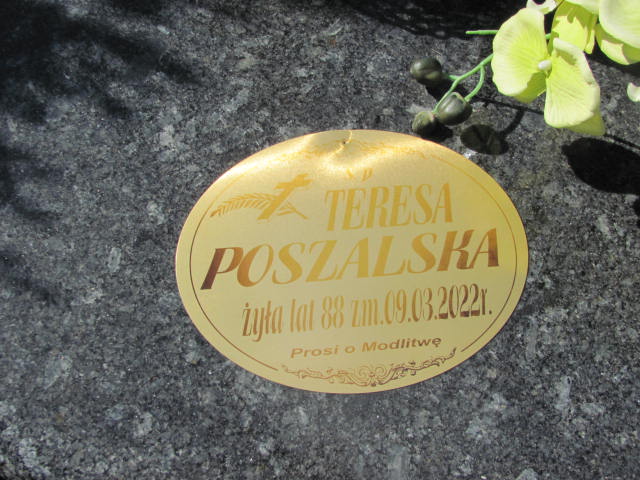 Ś.P.
TERESA
POSZALSKA
żyła lat 88 zm.09.03.2022r.
Prosi o Modlitwę